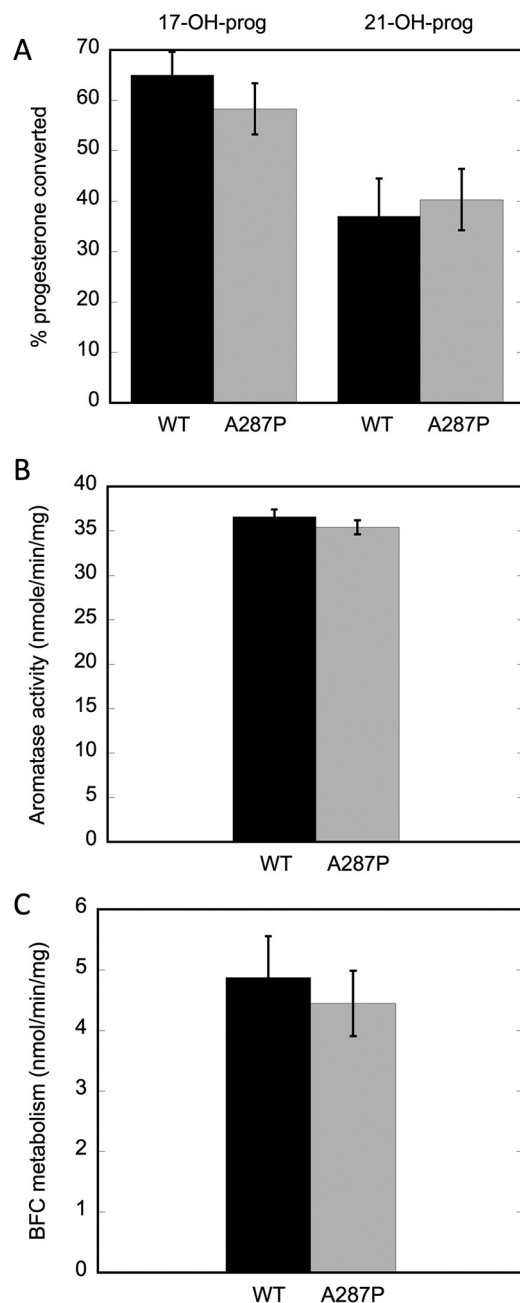 17-OH-prog 21-OH-prog
A
% progesterone converted
70
60
50
40
30
20
10
0
WT A287P WT A287P
B
Aromatase activity (nmole/min/mg)
40
35
30
25
20
15
10
5
0
WT A287P
C
BFC metabolism (nmol/min/mg)
6
5
4
3
2
1
0
WT A287P